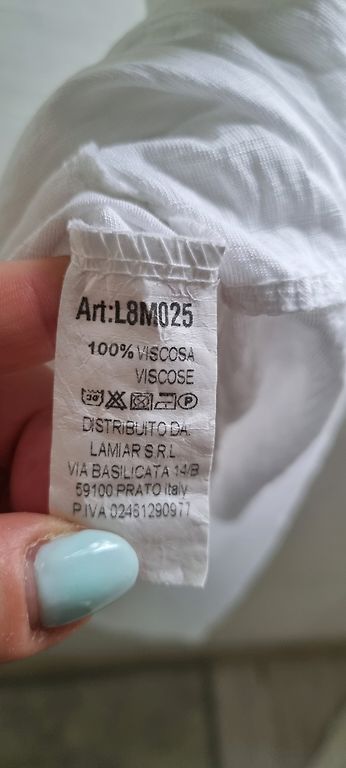 Art:L8M025
100% VISCOSA
VISCOSE
30 P
DISTRIBUITO DA:
LAMIAR S.R.L
VIA BASILICATA 14/B
59100 PRATO Italy
P.IVA 02461290977